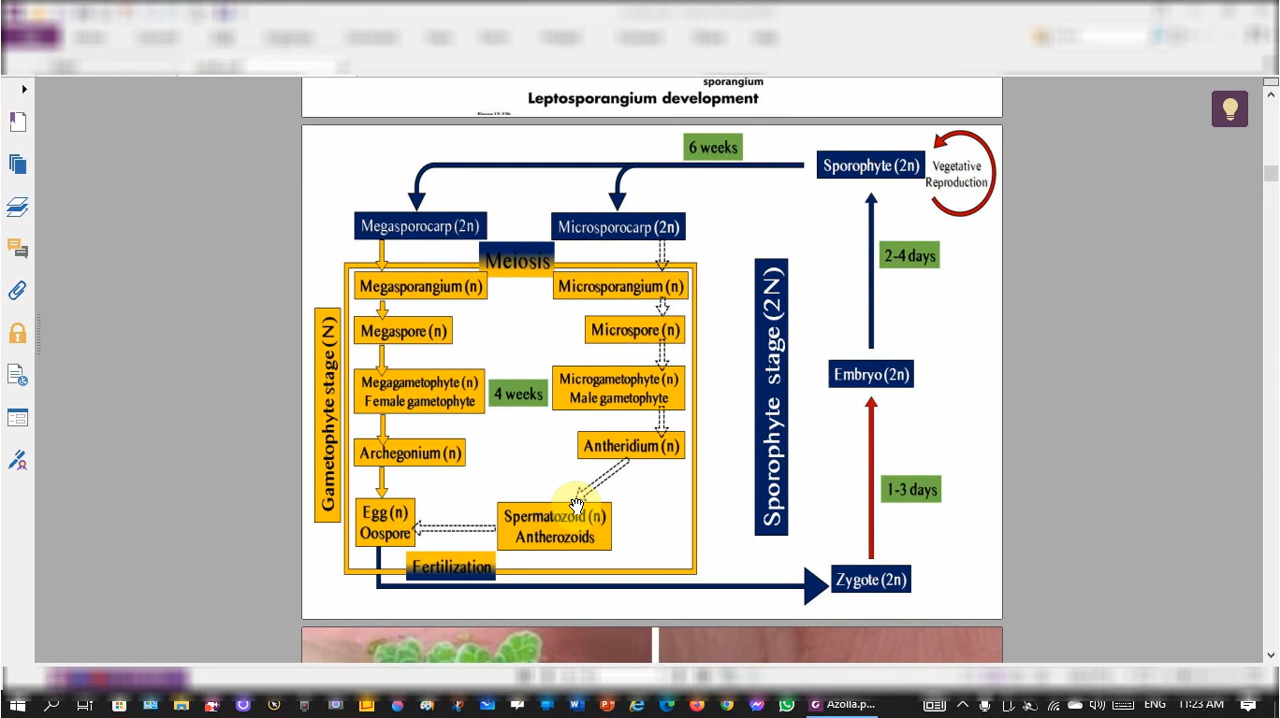 sporangium
Leptosporangium development
6 weeks
Sporophyte (2n)
Vegetative
Reproduction
Megasporocarp (2n)
Microsporocarp (2n)
Meiosis
2-4 days
Megasporangium (n)
Microsporangium (n)
Megaspore (n)
Microspore (n)
Gametophyte stage (N)
Sporophyte stage (2N)
Megagametophyte (n)
Female gametophyte
4 weeks
Microgametophyte (n)
Male gametophyte
Embryo (2n)
Archegonium (n)
Antheridium (n)
1-3 days
Egg (n)
Oospore
Spermatozoid (n)
Antherozoids
Fertilization
Zygote (2n)
Azolla.p...
ENG
11:23 AM